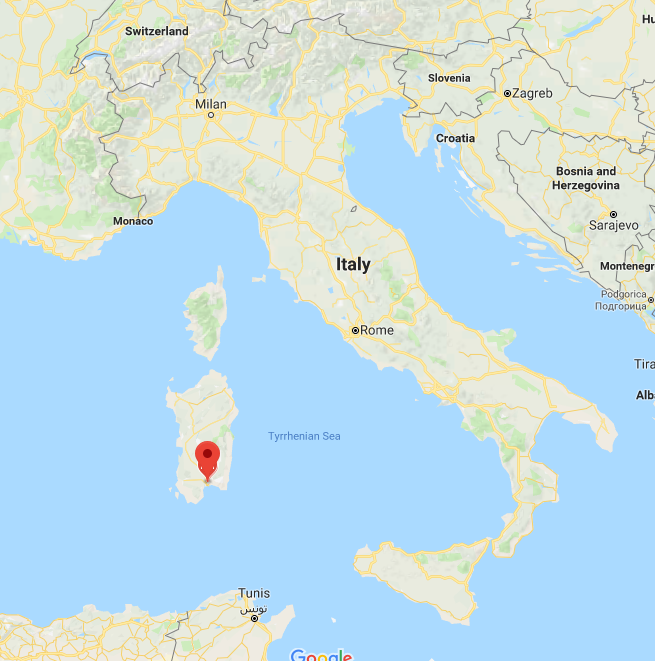 Switzerland
Hu
Slovenia
Milan
Zagreb
Croatia
Bosnia and
Herzegovina
Monaco
Sarajevo
Italy
Montenegr
Podgorica
Подгорица
Rome
Tira
Alb
Tyrrhenian Sea
Tunis
تونس
Google